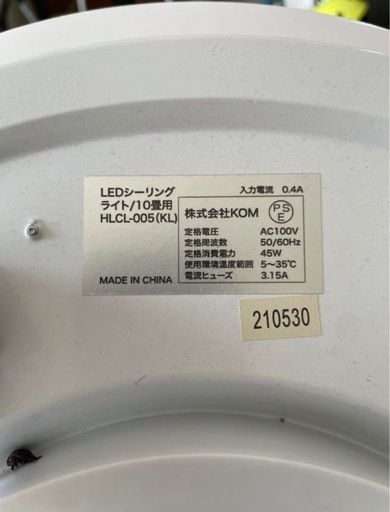 LEDシーリング
ライト/10畳用
HLCL-005(KL)
MADE IN CHINA
入力電流 0.4A
株式会社KOM
PSE
定格電圧 AC100V
定格周波数 50/60Hz
定格消費電力 45W
使用環境温度範囲 5～35℃
電流ヒューズ 3.15A
210530